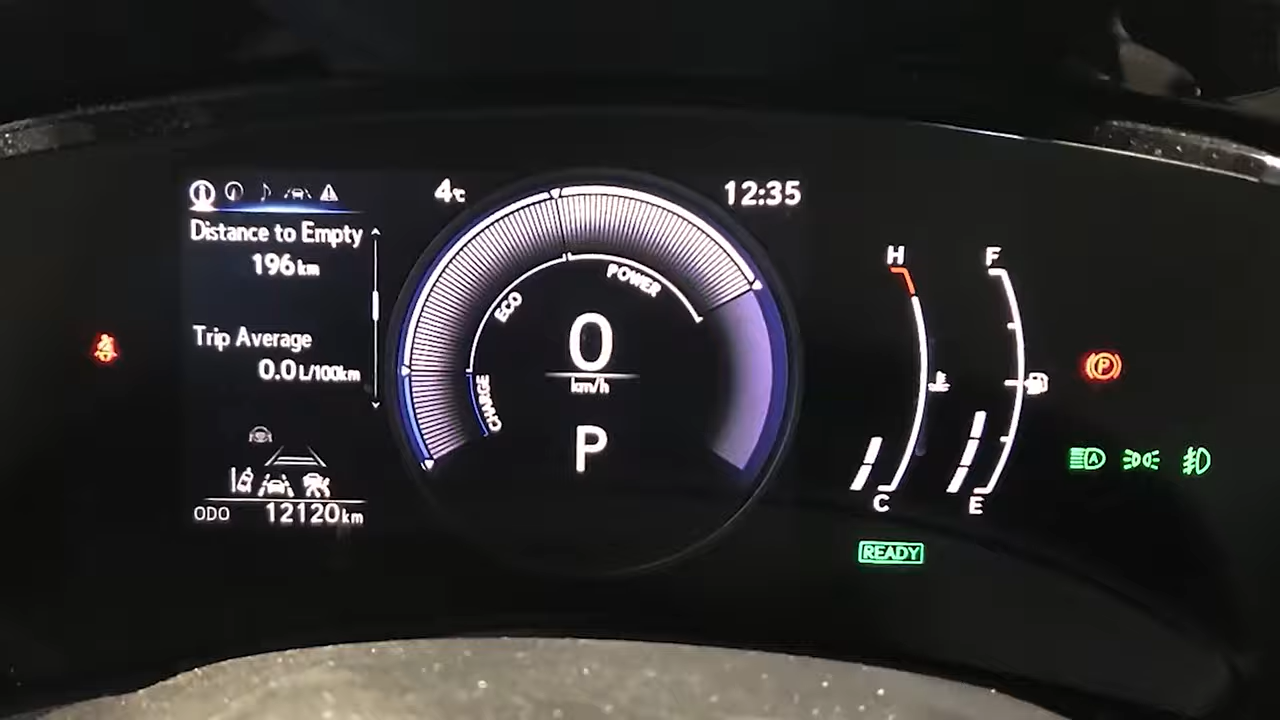 4°C
12:35
Distance to Empty
196 km
Trip Average
0.0 L/100km
ODO 12120 km
CHARGE
ECO
POWER
0
km/h
P
H
C
F
E
READY
P
A